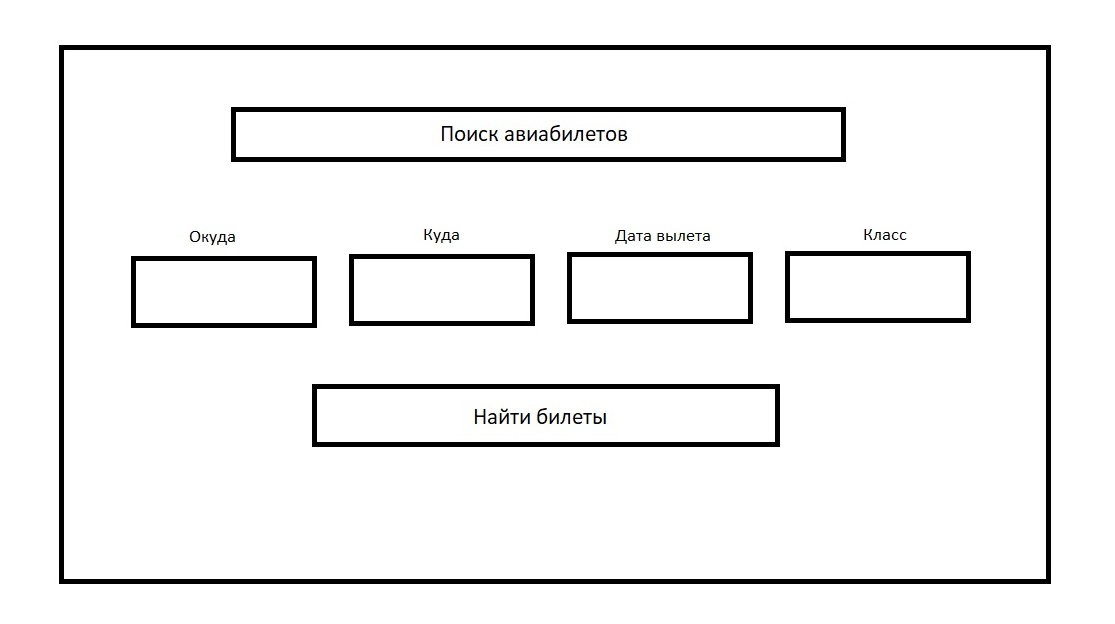 Поиск авиабилетов
Окуда
Куда
Дата вылета
Класс
Найти билеты